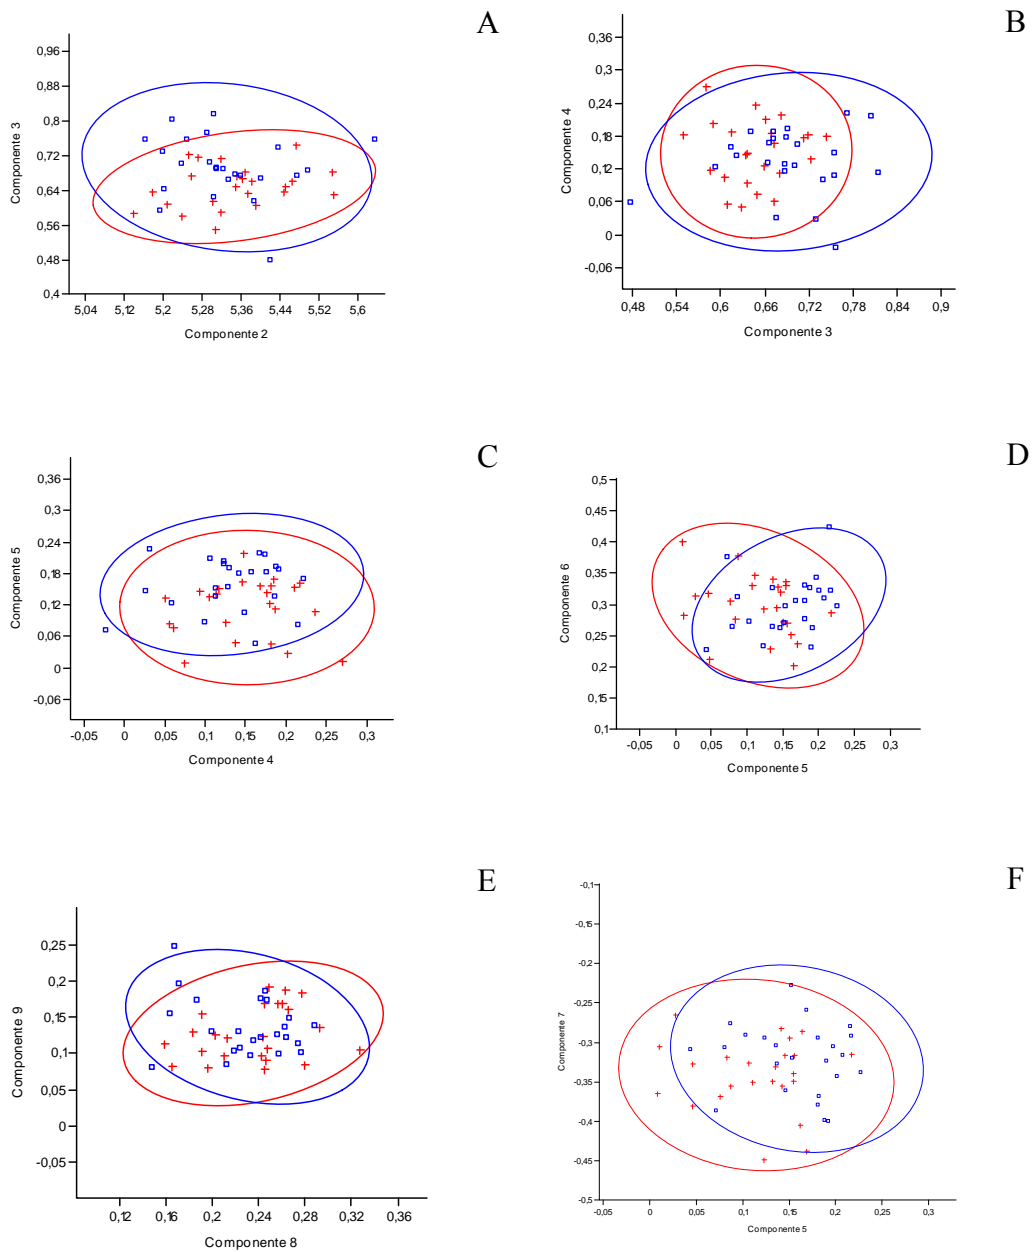 A
0,96
0,88
0,8
0,72
0,64
0,56
0,48
0,4
Componente 3
5,04 5,12 5,2 5,28 5,36 5,44 5,52 5,6
Componente 2
B
0,36
0,3
0,24
0,18
0,12
0,06
0
-0,06
Componente 4
0,48 0,54 0,6 0,66 0,72 0,78 0,84 0,9
Componente 3
C
0,36
0,3
0,24
0,18
0,12
0,06
0
-0,06
Componente 5
-0,05 0 0,05 0,1 0,15 0,2 0,25 0,3
Componente 4
D
0,5
0,45
0,4
0,35
0,3
0,25
0,2
0,15
0,1
Componente 6
-0,05 0 0,05 0,1 0,15 0,2 0,25 0,3
Componente 5
E
0,25
0,2
0,15
0,1
0,05
0
-0,05
Componente 9
0,12 0,16 0,2 0,24 0,28 0,32 0,36
Componente 8
F
-0,1
-0,15
-0,2
-0,25
-0,3
-0,35
-0,4
-0,45
-0,5
Componente 7
-0,05 0 0,05 0,1 0,15 0,2 0,25 0,3
Componente 5